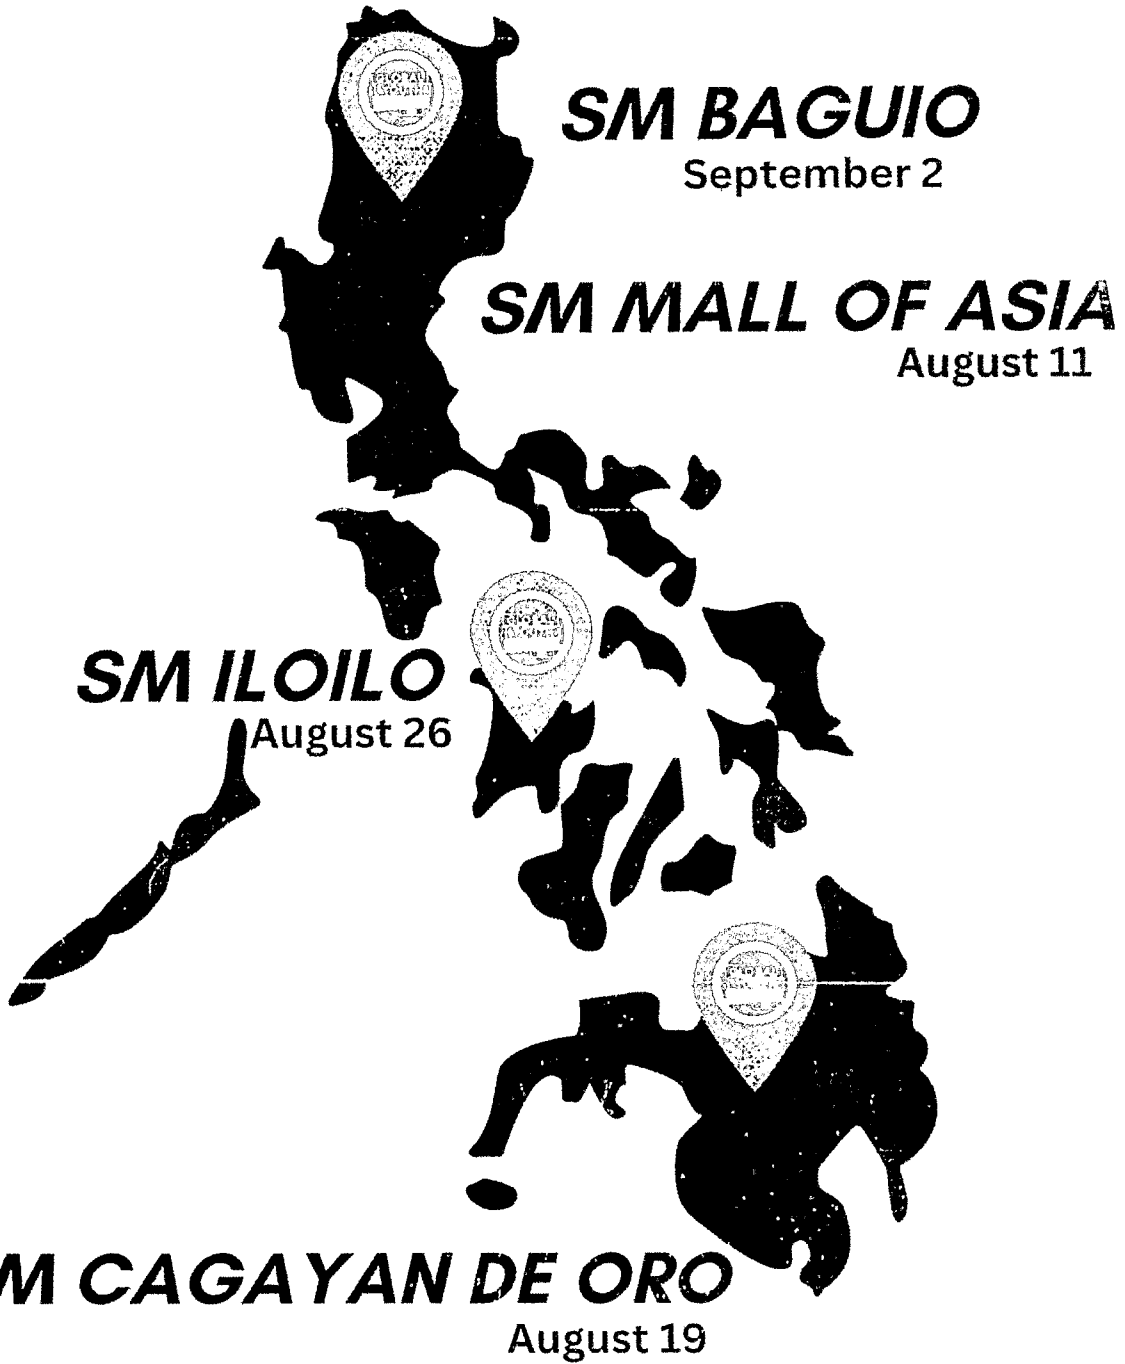 SM BAGUIO
September 2
SM MALL OF ASIA
August 11
SM ILOILO
August 26
M CAGAYAN DE ORO
August 19